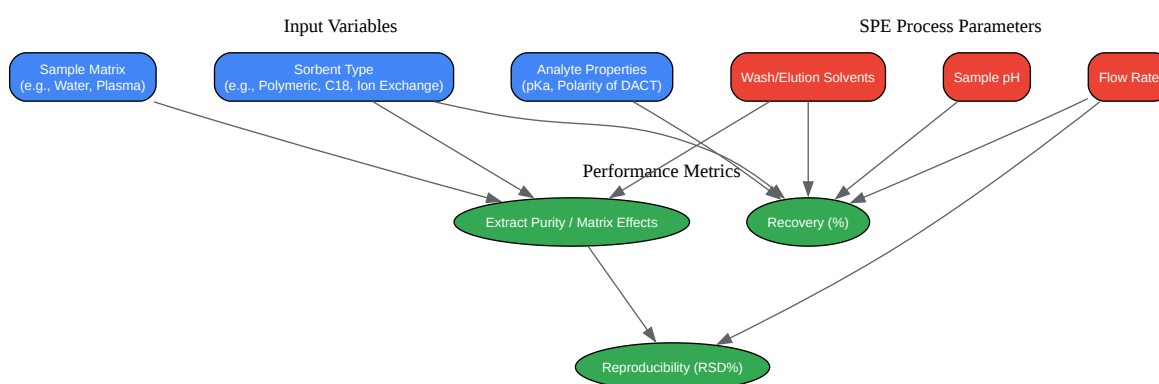 Input Variables
SPE Process Parameters
Sample Matrix
(e.g., Water, Plasma)
Sorbent Type
(e.g., Polymeric, C18, Ion Exchange)
Analyte Properties
(pKa, Polarity of DACT)
Wash/Elution Solvents
Sample pH
Flow Rate
Performance Metrics
Extract Purity / Matrix Effects
Recovery (%)
Reproducibility (RSD%)